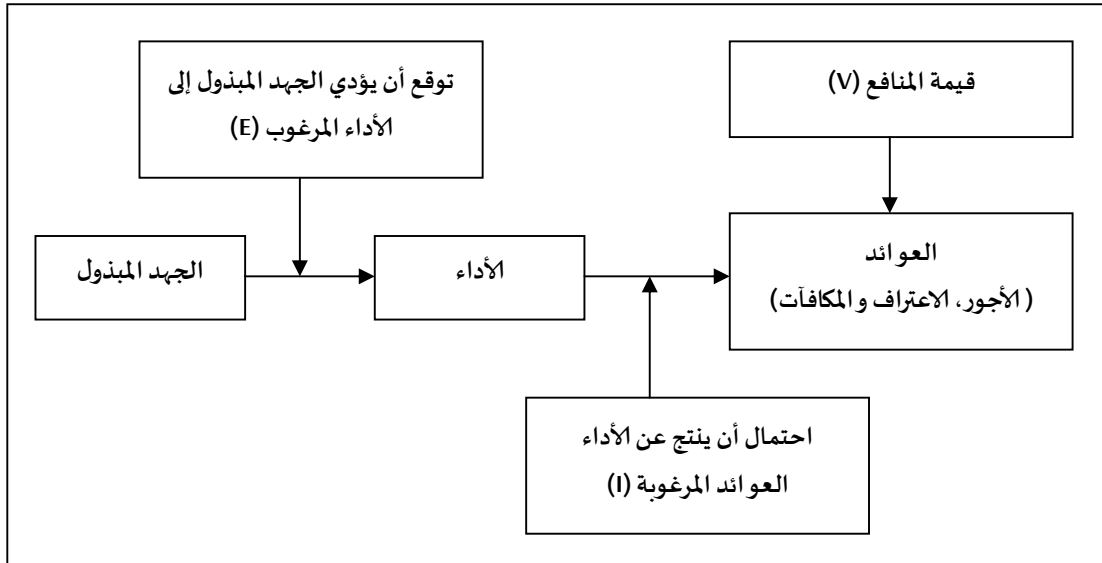 توقع أن يؤدي الجهد المبذول إلى
الأداء المرغوب (E)
قيمة المنافع (V)
الجهد المبذول
الأداء
العوائد
(الأجور، الاعتراف والمكافآت)
احتمال أن ينتج عن الأداء
العوائد المرغوبة (I)